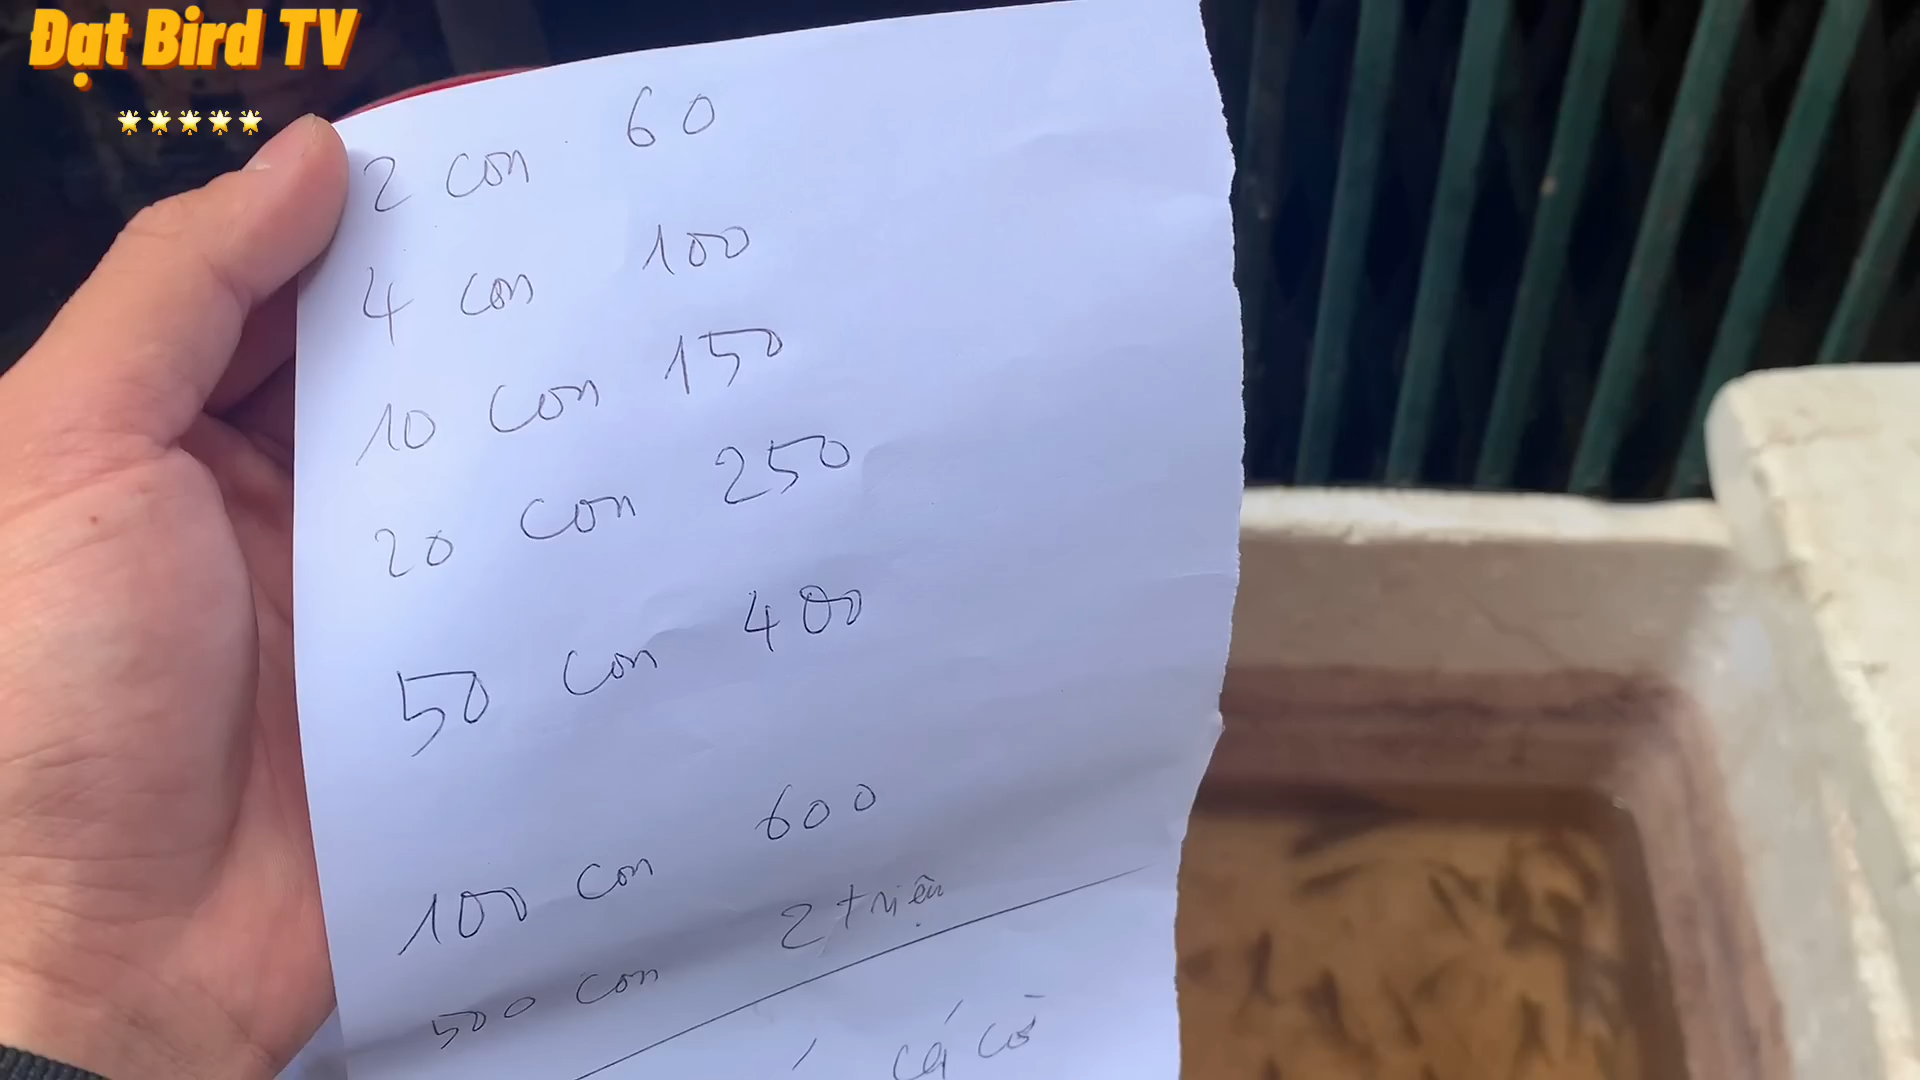 Đạt Bird TV
2 con 60
4 con 100
10 con 150
20 con 250
50 con 400
100 con 600
500 con 2 triệu
cá cờ